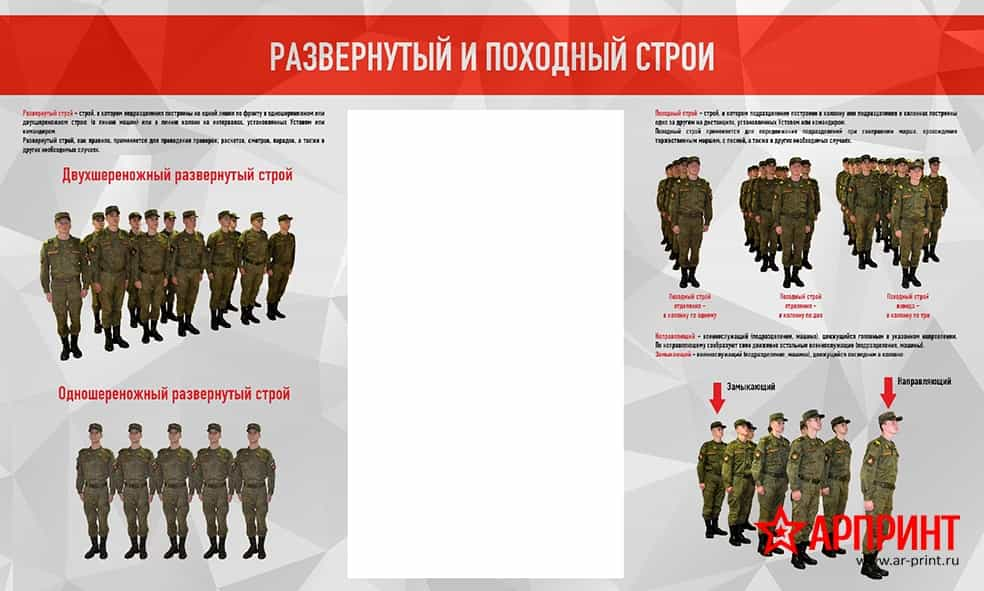 РАЗВЕРНУТЫЙ И ПОХОДНЫЙ СТРОИ
Развернутый строй – строй, в котором подразделения построены на одной линии по фронту в одношереножном или
двухшереножном строю (в линию машин) или в линию колонн на интервалах, установленных Уставом или
командиром.
Развернутый строй, как правило, применяется для проведения проверок, расчетов, смотров, парадов, а также в
других необходимых случаях.
Двухшереножный развернутый строй
Одношереножный развернутый строй
Походный строй – строй, в котором подразделение построено в колонну или подразделения в колоннах построены
одно за другим на дистанциях, установленных Уставом или командиром.
Походный строй применяется для передвижения подразделений при совершении марша, прохождения
торжественным маршем, с песней, а также в других необходимых случаях.
Походный строй
отделения –
в колонну по одному
Походный строй
отделения –
в колонну по два
Походный строй
взвода –
в колонну по три
Направляющий – военнослужащий (подразделение, машина), движущийся головным в указанном направлении.
По направляющему сообразуют свое движение остальные военнослужащие (подразделения, машины).
Замыкающий – военнослужащий (подразделение, машина), движущийся последним в колонне.
Замыкающий
Направляющий
АРПРИНТ
www.ar-print.ru